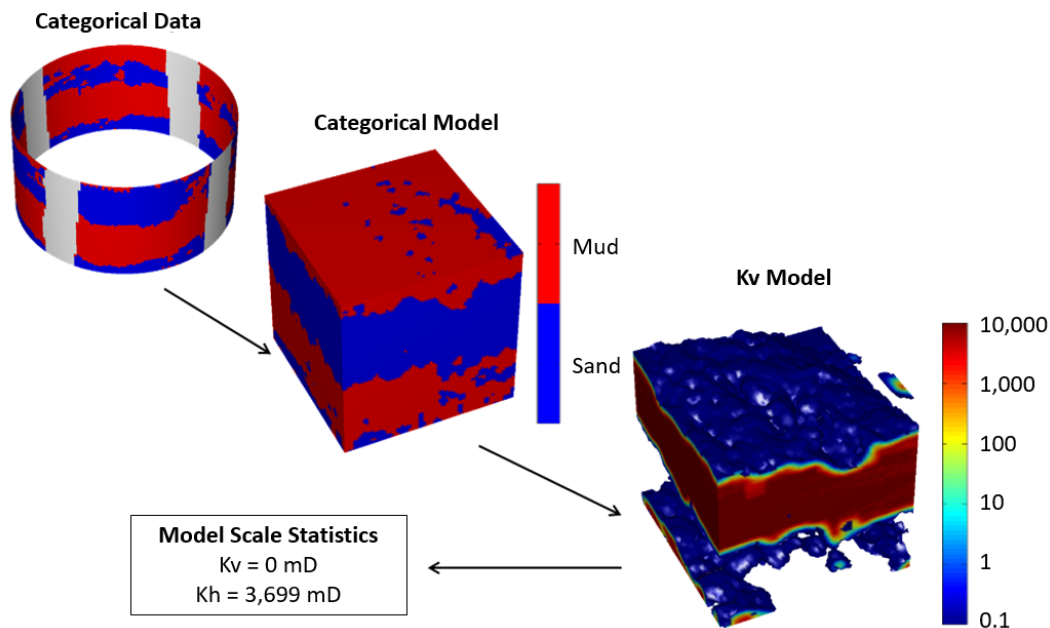 Categorical Data
Categorical Model
Mud
Sand
Kv Model
10,000
1,000
100
10
1
0.1
Model Scale Statistics
Kv = 0 mD
Kh = 3,699 mD